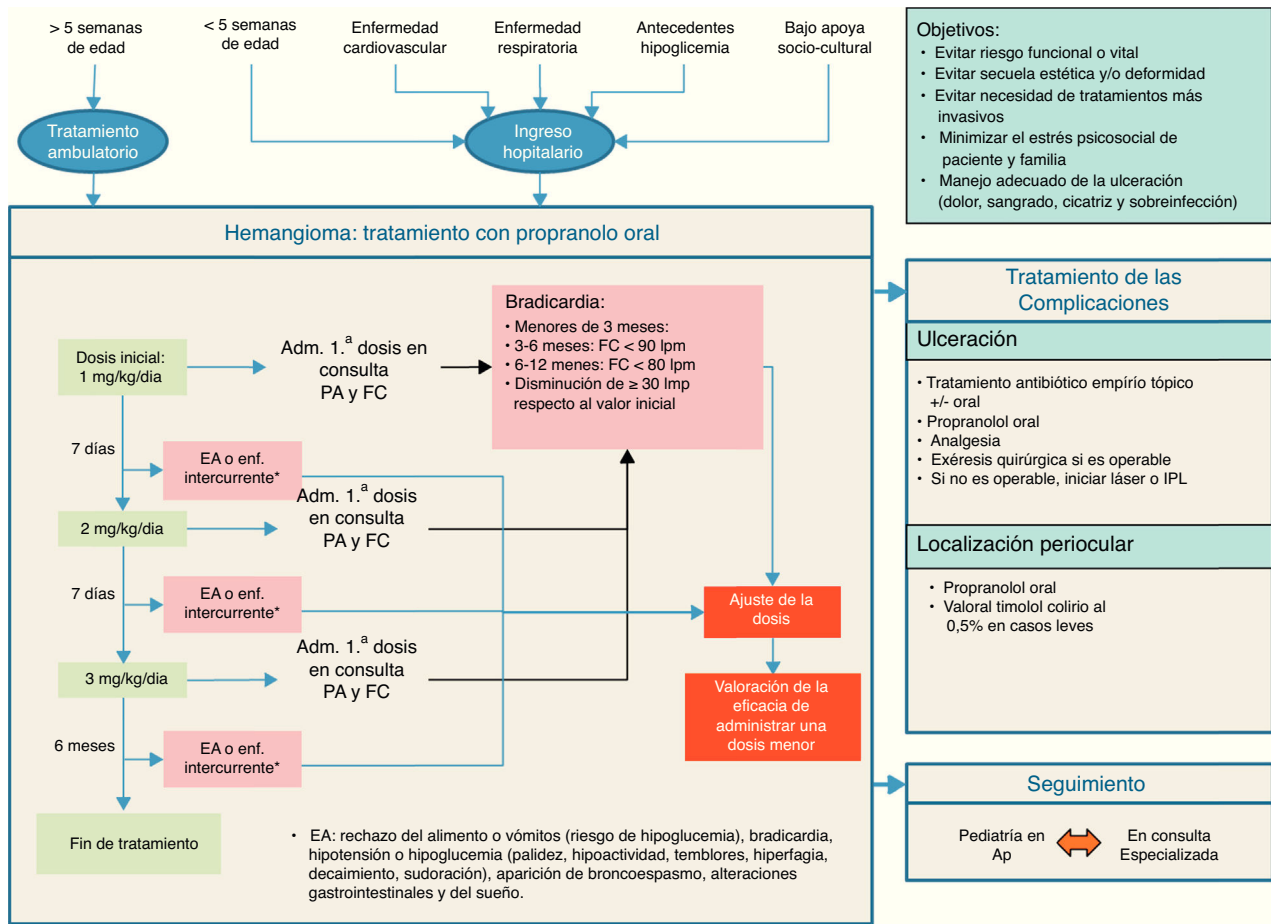 > 5 semanas
de edad
< 5 semanas
de edad
Enfermedad
cardiovascular
Enfermedad
respiratoria
Antecedentes
hipoglicemia
Bajo apoya
socio-cultural
Tratamiento
ambulatorio
Ingreso
hopitalario
Objetivos:
• Evitar riesgo funcional o vital
• Evitar secuela estética y/o deformidad
• Evitar necesidad de tratamientos más
invasivos
• Minimizar el estrés psicosocial de
paciente y familia
• Manejo adecuado de la ulceración
(dolor, sangrado, cicatriz y sobreinfección)
Hemangioma: tratamiento con propranolo oral
Dosis inicial:
1 mg/kg/dia
Adm. 1.ª dosis en
consulta
PA y FC
Bradicardia:
• Menores de 3 meses:
• 3-6 meses: FC < 90 lpm
• 6-12 menes: FC < 80 lpm
• Disminución de ≥ 30 lmp
respecto al valor inicial
7 días
EA o enf.
intercurrente*
2 mg/kg/dia
Adm. 1.ª dosis
en consulta
PA y FC
7 días
EA o enf.
intercurrente*
Ajuste de la
dosis
3 mg/kg/dia
Adm. 1.ª dosis
en consulta
PA y FC
Valoración de la
eficacia de
administrar una
dosis menor
6 meses
EA o enf.
intercurrente*
Fin de tratamiento
• EA: rechazo del alimento o vómitos (riesgo de hipoglucemia), bradicardia,
hipotensión o hipoglucemia (palidez, hipoactividad, temblores, hiperfagia,
decaimiento, sudoración), aparición de broncoespasmo, alteraciones
gastrointestinales y del sueño.
Tratamiento de las
Complicaciones
Ulceración
• Tratamiento antibiótico empírío tópico
+/- oral
• Propranolol oral
• Analgesia
• Exéresis quirúrgica si es operable
• Si no es operable, iniciar láser o IPL
Localización periocular
• Propranolol oral
• Valoral timolol colirio al
0,5% en casos leves
Seguimiento
Pediatría en
Ap
En consulta
Especializada